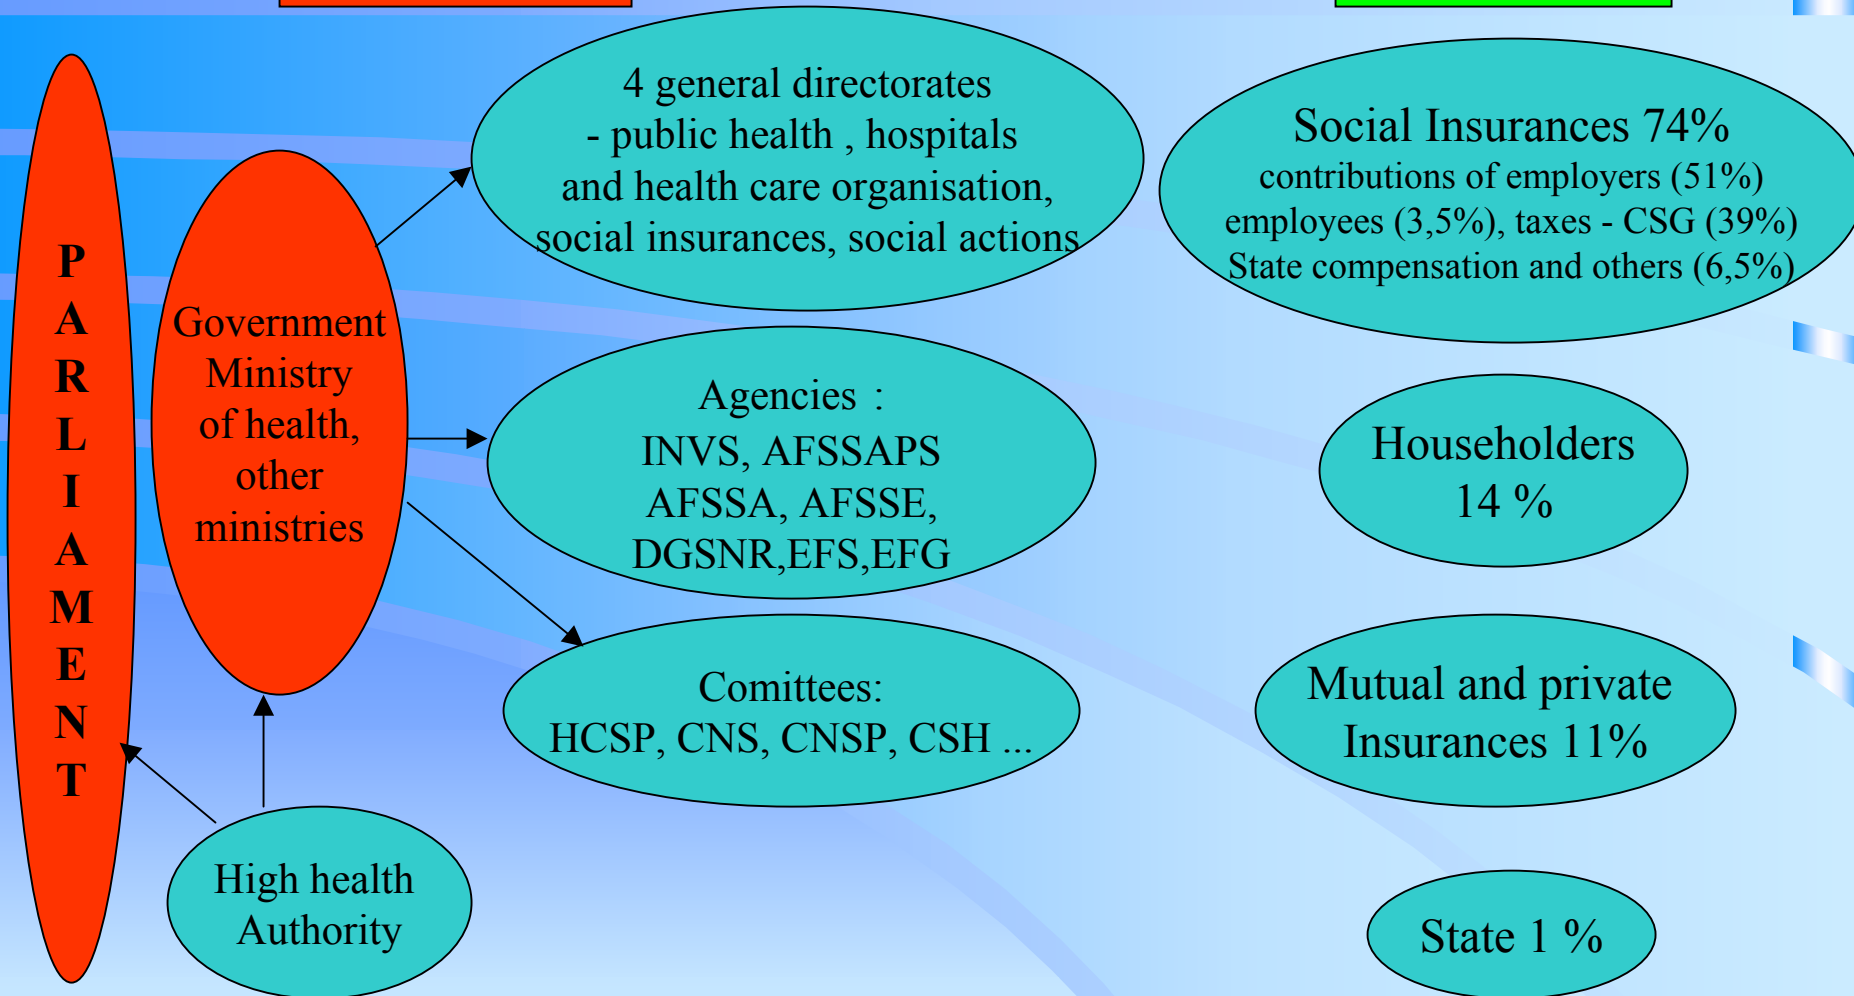 P
A
R
L
I
A
M
E
N
T
Government
Ministry
of health,
other
ministries
High health
Authority
4 general directorates
- public health , hospitals
and health care organisation,
social insurances, social actions
Agencies :
INVS, AFSSAPS
AFSSA, AFSSE,
DGSNR,EFS,EFG
Comittees:
HCSP, CNS, CNSP, CSH ...
Social Insurances 74%
contributions of employers (51%)
employees (3,5%), taxes - CSG (39%)
State compensation and others (6,5%)
Householders
14 %
Mutual and private
Insurances 11%
State 1 %